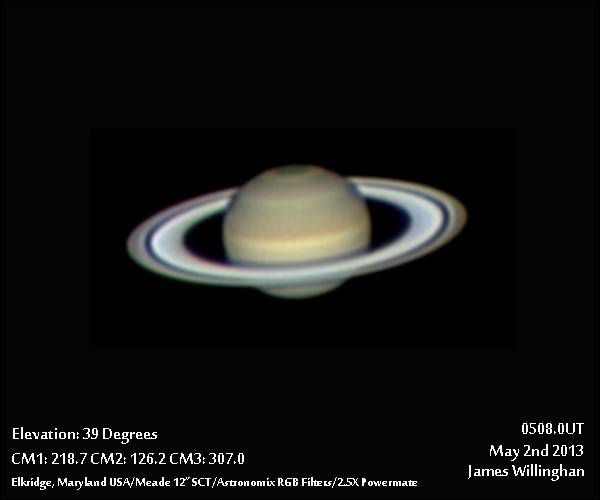 Elevation: 39 Degrees
CM1: 218.7 CM2: 126.2 CM3: 307.0
Elkridge, Maryland USA/Meade 12" SCT/Astronomix RGB Filters/2.5X Powermate
0508.0UT
May 2nd 2013
James Willinghan